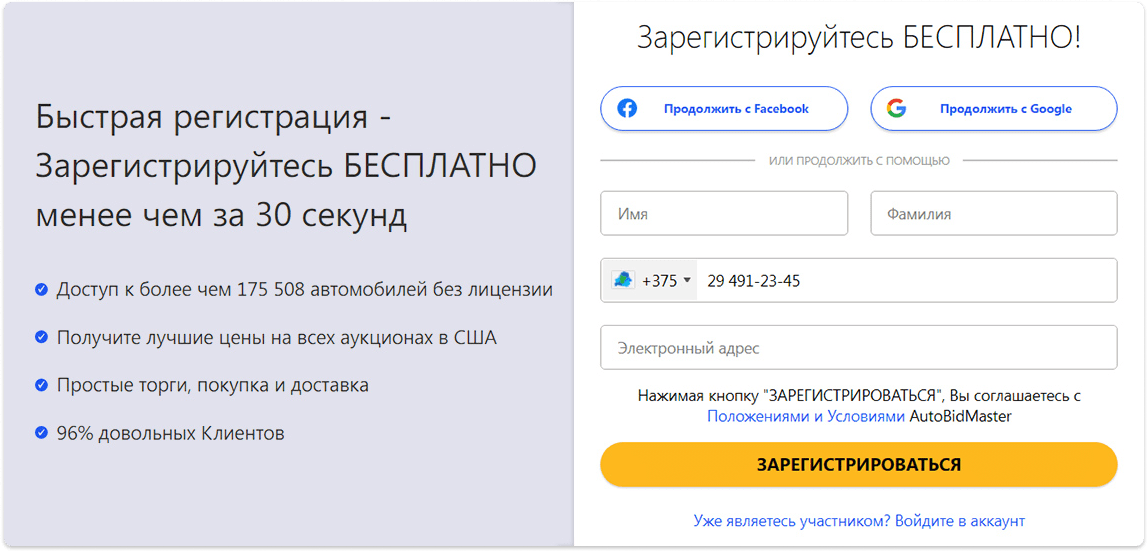 Быстрая регистрация -
Зарегистрируйтесь БЕСПЛАТНО
менее чем за 30 секунд
Доступ к более чем 175 508 автомобилей без лицензии
Получите лучшие цены на всех аукционах в США
Простые торги, покупка и доставка
96% довольных Клиентов
Зарегистрируйтесь БЕСПЛАТНО!
Продолжить с Facebook
Продолжить с Google
ИЛИ ПРОДОЛЖИТЬ С ПОМОЩЬЮ
Имя
Фамилия
+375 29 491-23-45
Электронный адрес
Нажимая кнопку "ЗАРЕГИСТРИРОВАТЬСЯ", Вы соглашаетесь с
Положениями и Условиями AutoBidMaster
ЗАРЕГИСТРИРОВАТЬСЯ
Уже являетесь участником? Войдите в аккаунт